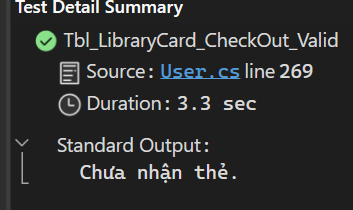 Test Detail Summary
Tbl_LibraryCard_CheckOut_Valid
Source: User.cs line 269
Duration: 3.3 sec
Standard Output:
Chưa nhận thẻ.